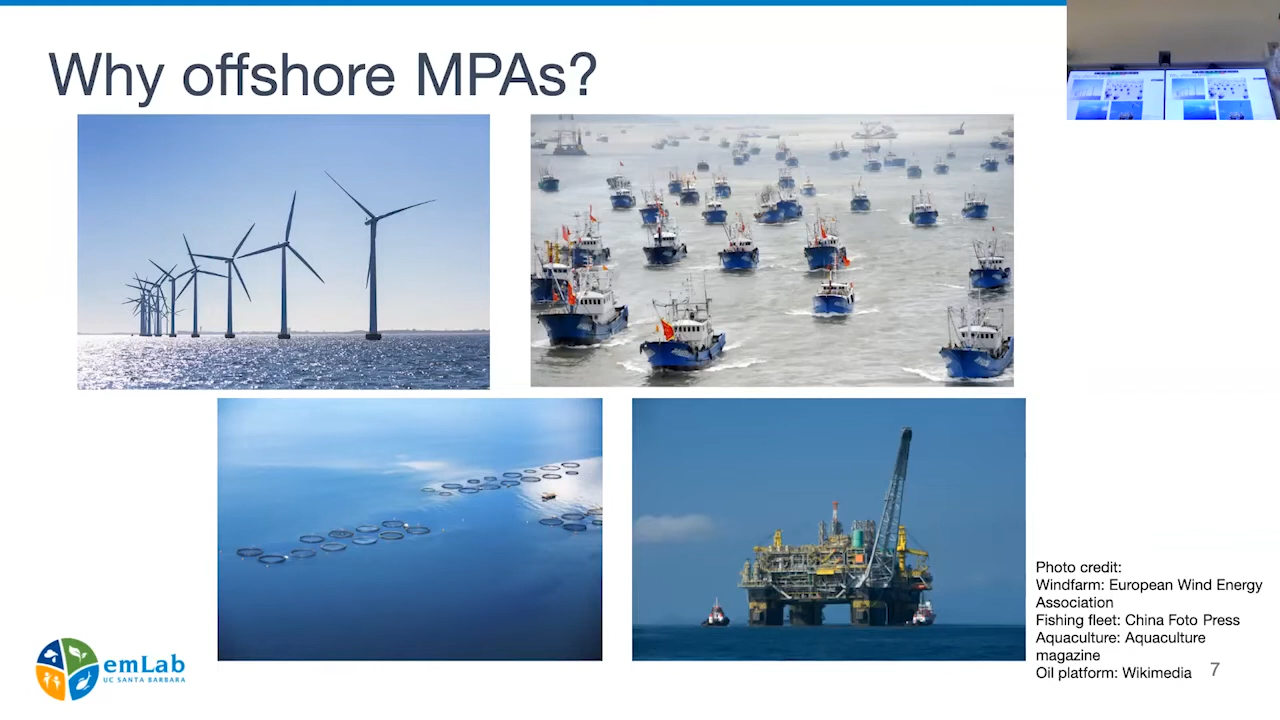 Why offshore MPAs?
Photo credit:
Windfarm: European Wind Energy
Association
Fishing fleet: China Foto Press
Aquaculture: Aquaculture
magazine
Oil platform: Wikimedia
7
emLab
UC SANTA BARBARA